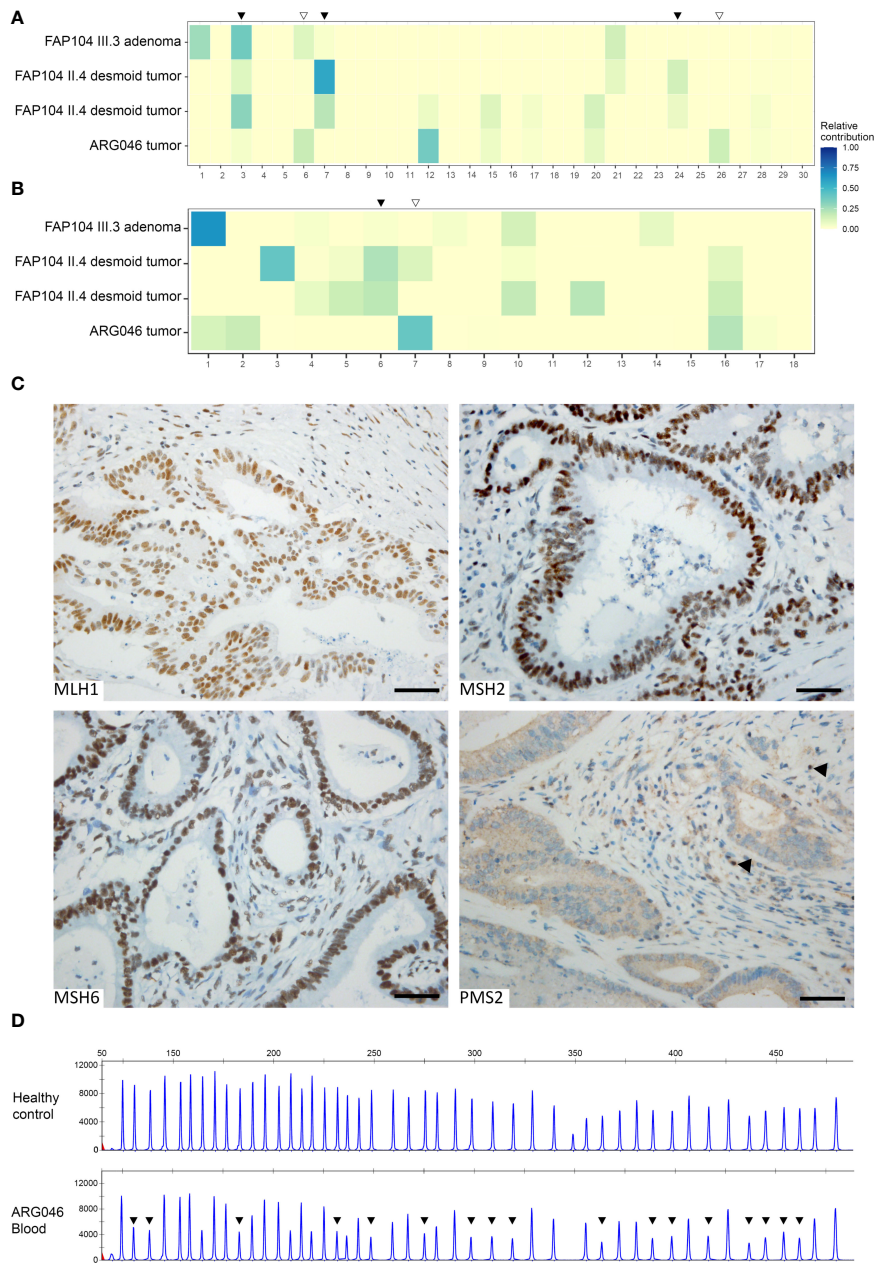 A
FAP104 III.3 adenoma
FAP104 II.4 desmoid tumor
FAP104 II.4 desmoid tumor
ARG046 tumor
1 2 3 4 5 6 7 8 9 10 11 12 13 14 15 16 17 18 19 20 21 22 23 24 25 26 27 28 29 30
Relative
contribution
1.00
0.75
0.50
0.25
0.00
B
FAP104 III.3 adenoma
FAP104 II.4 desmoid tumor
FAP104 II.4 desmoid tumor
ARG046 tumor
1 2 3 4 5 6 7 8 9 10 11 12 13 14 15 16 17 18
C
MLH1
MSH2
MSH6
PMS2
D
50 150 200 250 300 350 400 450
Healthy
control
12000
8000
4000
0
ARG046
Blood
12000
8000
4000
0